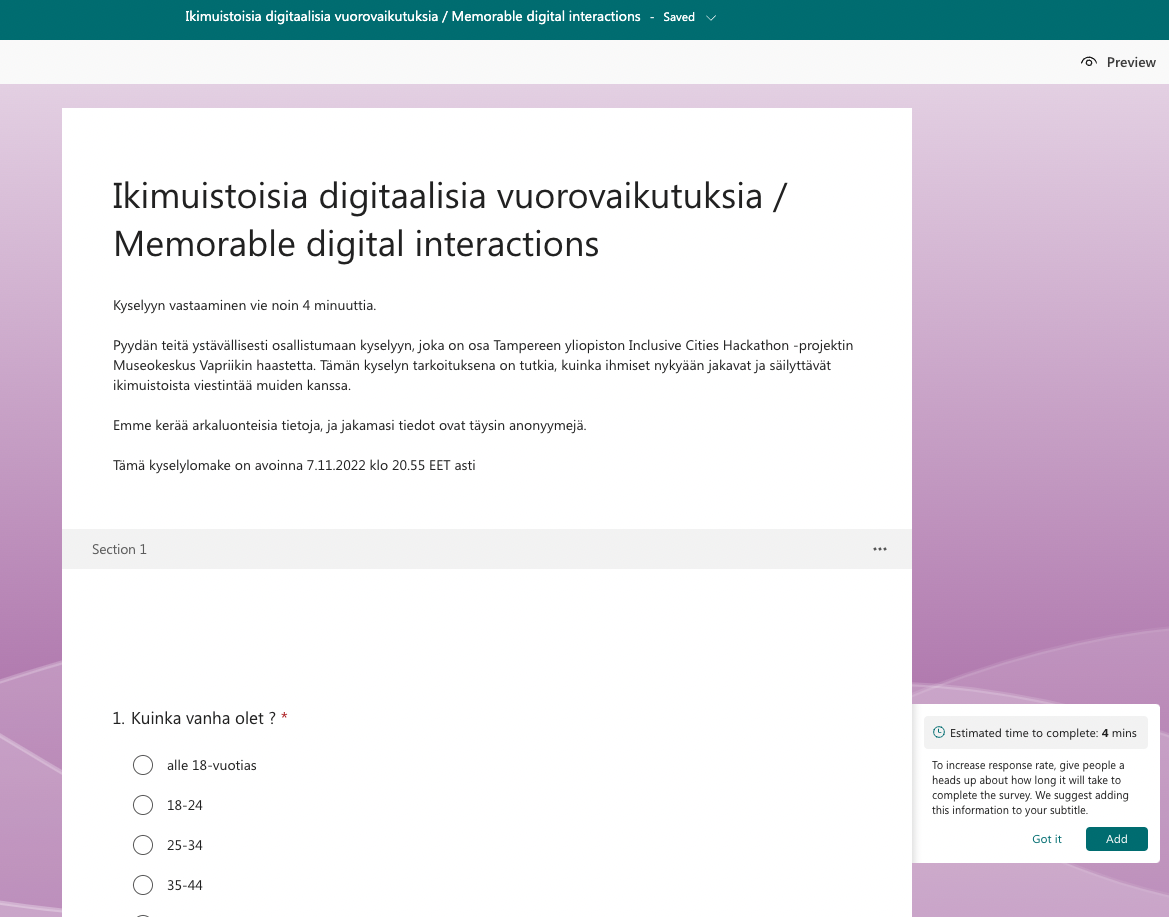 Ikimuistoisia digitaalisia vuorovaikutuksia / Memorable digital interactions - Saved
Preview
Ikimuistoisia digitaalisia vuorovaikutuksia /
Memorable digital interactions
Kyselyyn vastaaminen vie noin 4 minuuttia.
Pyydän teitä ystävällisesti osallistumaan kyselyyn, joka on osa Tampereen yliopiston Inclusive Cities Hackathon -projektin
Museokeskus Vapriikin haastetta. Tämän kyselyn tarkoituksena on tutkia, kuinka ihmiset nykyään jakavat ja säilyttävät
ikimuistoista viestintää muiden kanssa.
Emme kerää arkaluonteisia tietoja, ja jakamasi tiedot ovat täysin anonyymejä.
Tämä kyselylomake on avoinna 7.11.2022 klo 20.55 EET asti
Section 1
1. Kuinka vanha olet ? *
alle 18-vuotias
18-24
25-34
35-44
Estimated time to complete: 4 mins
To increase response rate, give people a
heads up about how long it will take to
complete the survey. We suggest adding
this information to your subtitle.
Got it
Add